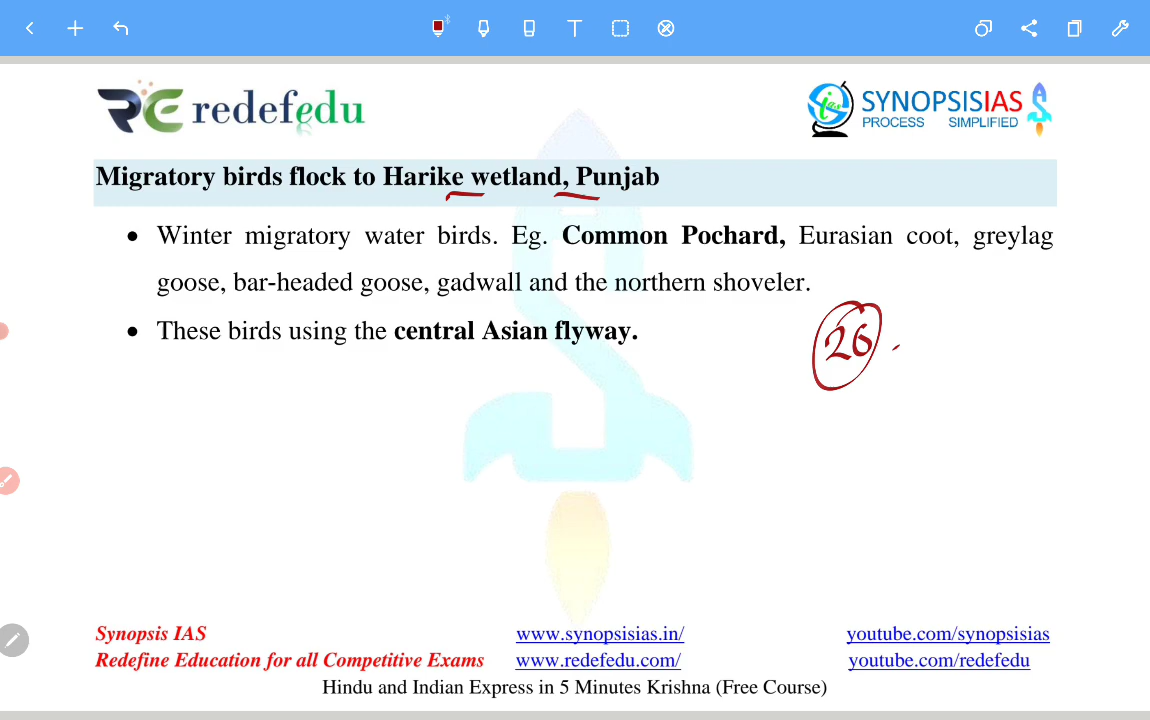 redefedu
SYNOPSISIAS
PROCESS SIMPLIFIED
Migratory birds flock to Harike wetland, Punjab
• Winter migratory water birds. Eg. Common Pochard, Eurasian coot, greylag
goose, bar-headed goose, gadwall and the northern shoveler.
• These birds using the central Asian flyway.
26
Synopsis IAS www.synopsisias.in/ youtube.com/synopsisias
Redefine Education for all Competitive Exams www.redefedu.com/ youtube.com/redefedu
Hindu and Indian Express in 5 Minutes Krishna (Free Course)